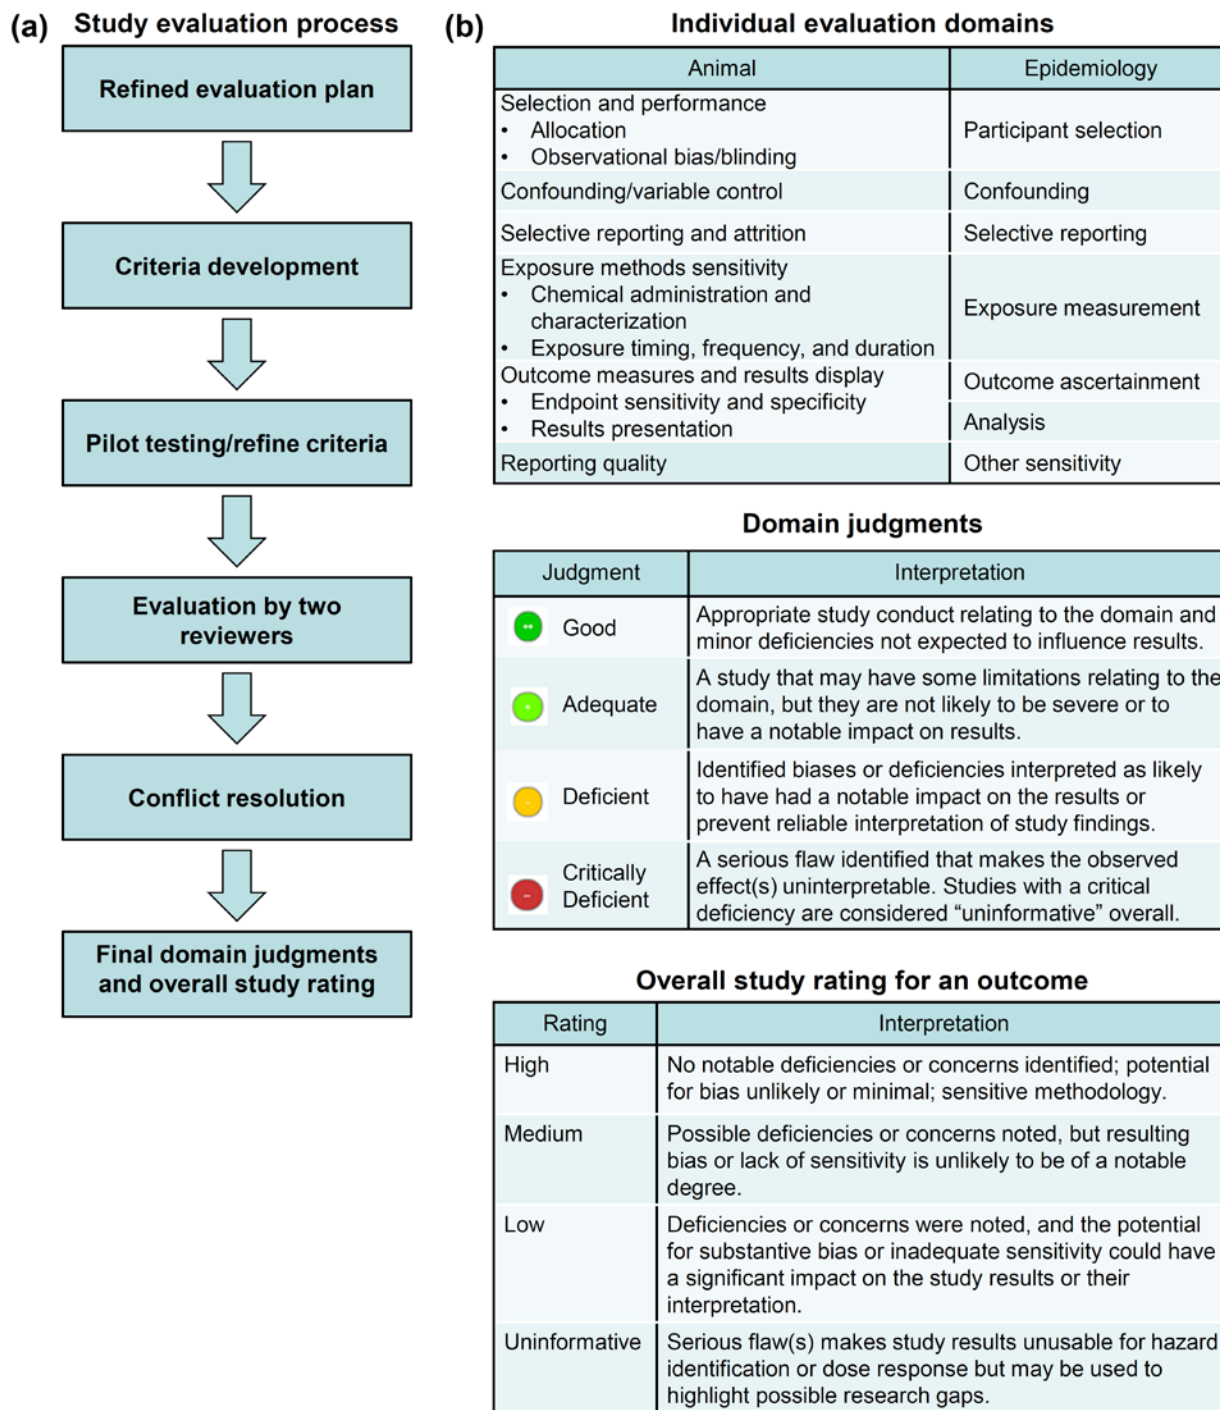 (a) Study evaluation process
Refined evaluation plan
Criteria development
Pilot testing/refine criteria
Evaluation by two
reviewers
Conflict resolution
Final domain judgments
and overall study rating
(b) Individual evaluation domains
Animal
Epidemiology
Selection and performance
• Allocation
• Observational bias/blinding
Participant selection
Confounding/variable control
Confounding
Selective reporting and attrition
Selective reporting
Exposure methods sensitivity
• Chemical administration and
characterization
• Exposure timing, frequency, and duration
Exposure measurement
Outcome measures and results display
• Endpoint sensitivity and specificity
• Results presentation
Outcome ascertainment
Analysis
Reporting quality
Other sensitivity
Domain judgments
Judgment
Interpretation
++ Good
Appropriate study conduct relating to the domain and
minor deficiencies not expected to influence results.
+ Adequate
A study that may have some limitations relating to the
domain, but they are not likely to be severe or to
have a notable impact on results.
- Deficient
Identified biases or deficiencies interpreted as likely
to have had a notable impact on the results or
prevent reliable interpretation of study findings.
-- Critically
Deficient
A serious flaw identified that makes the observed
effect(s) uninterpretable. Studies with a critical
deficiency are considered “uninformative” overall.
Overall study rating for an outcome
Rating
Interpretation
High
No notable deficiencies or concerns identified; potential
for bias unlikely or minimal; sensitive methodology.
Medium
Possible deficiencies or concerns noted, but resulting
bias or lack of sensitivity is unlikely to be of a notable
degree.
Low
Deficiencies or concerns were noted, and the potential
for substantive bias or inadequate sensitivity could have
a significant impact on the study results or their
interpretation.
Uninformative
Serious flaw(s) makes study results unusable for hazard
identification or dose response but may be used to
highlight possible research gaps.